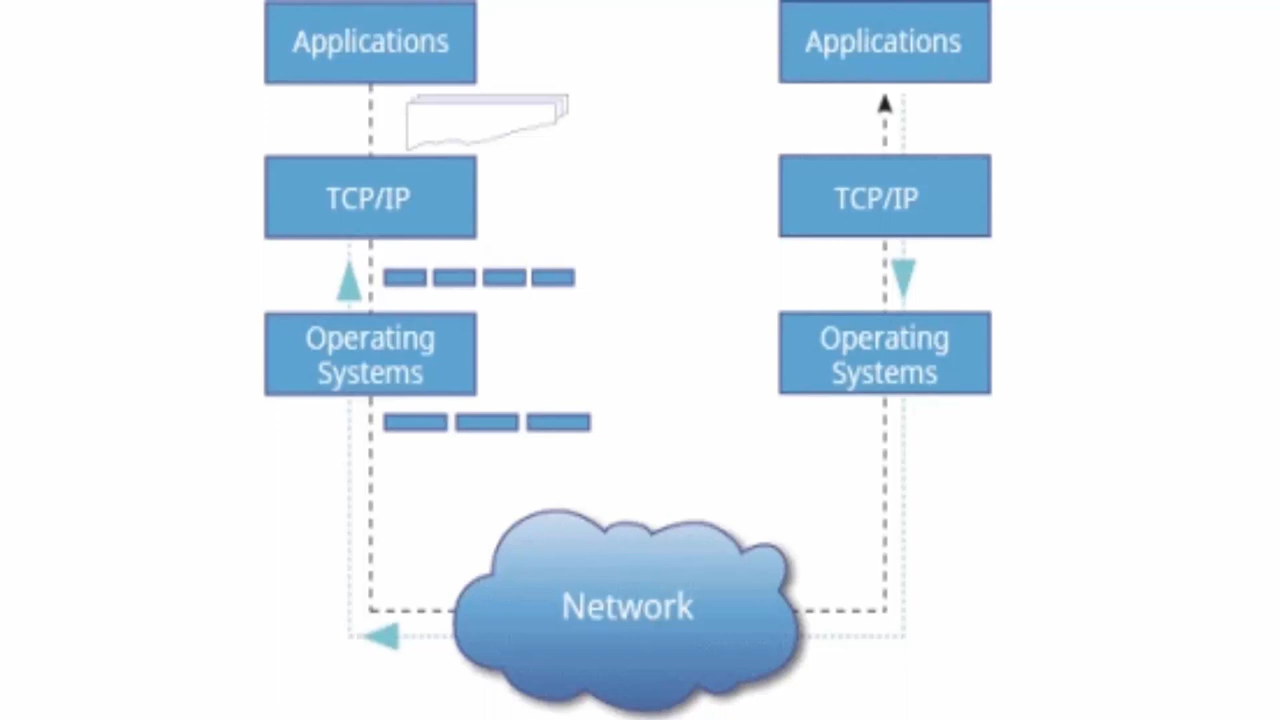 Applications
Applications
TCP/IP
TCP/IP
Operating
Systems
Operating
Systems
Network